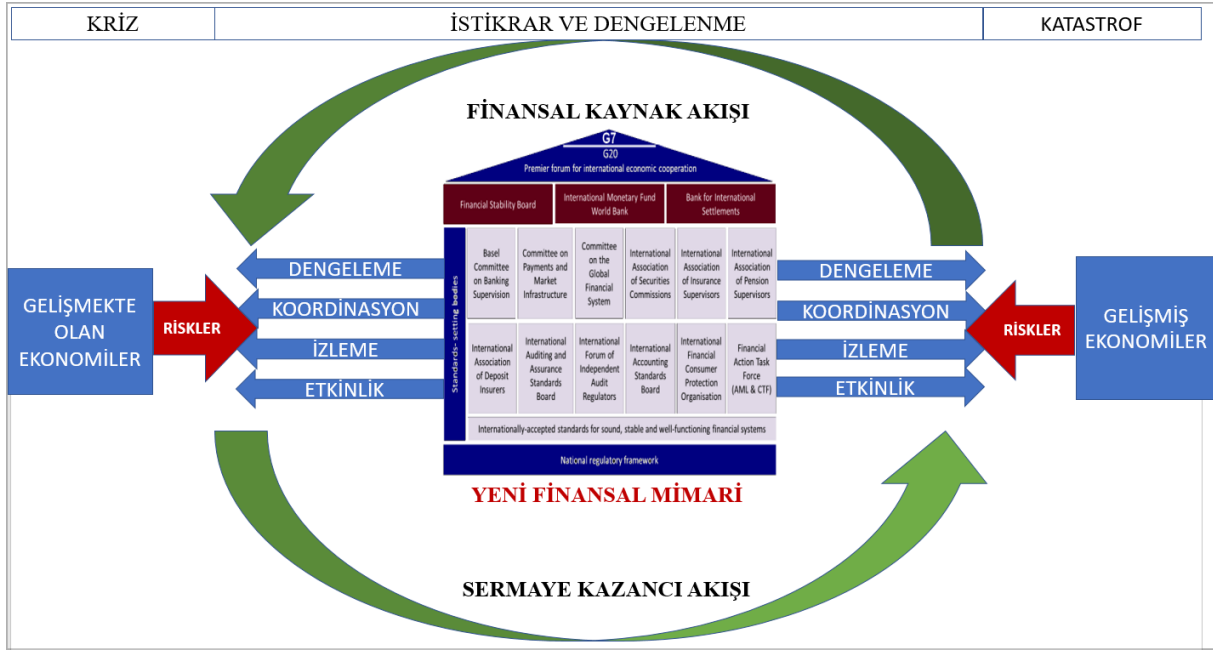 KRİZ
İSTİKRAR VE DENGELENME
KATASTROF
FİNANSAL KAYNAK AKIŞI
G7
G20
Premier forum for international economic cooperation
Financial Stability Board
International Monetary Fund
World Bank
Bank for International
Settlements
Standards- setting bodies
Basel
Committee
on Banking
Supervision
Committee on
Payments and
Market
Infrastructure
Committee
on the
Global
Financial
System
International
Association
of Securities
Commissions
International
Association
of Insurance
Supervisors
International
Association
of Pension
Supervisors
International
Association
of Deposit
Insurers
International
Auditing and
Assurance
Standards
Board
International
Forum of
Independent
Audit
Regulators
International
Accounting
Standards
Board
International
Financial
Consumer
Protection
Organisation
Financial
Action Task
Force
(AML & CTF)
Internationally-accepted standards for sound, stable and well-functioning financial systems
National regulatory framework
GELİŞMEKTE
OLAN
EKONOMİLER
RİSKLER
DENGELEME
KOORDİNASYON
İZLEME
ETKİNLİK
DENGELEME
KOORDİNASYON
İZLEME
ETKİNLİK
RİSKLER
GELİŞMİŞ
EKONOMİLER
YENİ FİNANSAL MİMARİ
SERMAYE KAZANCI AKIŞI